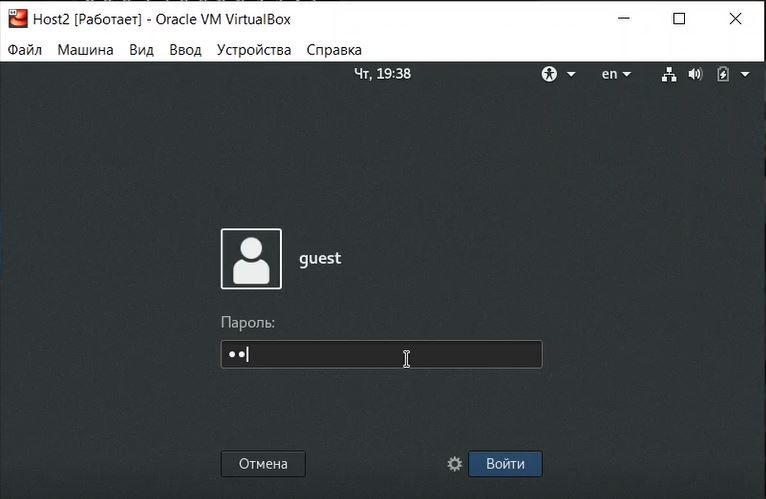 Host2 [Работает] - Oracle VM VirtualBox
Файл Машина Вид Ввод Устройства Справка
Чт, 19:38 en
guest
Пароль:
Отмена Войти